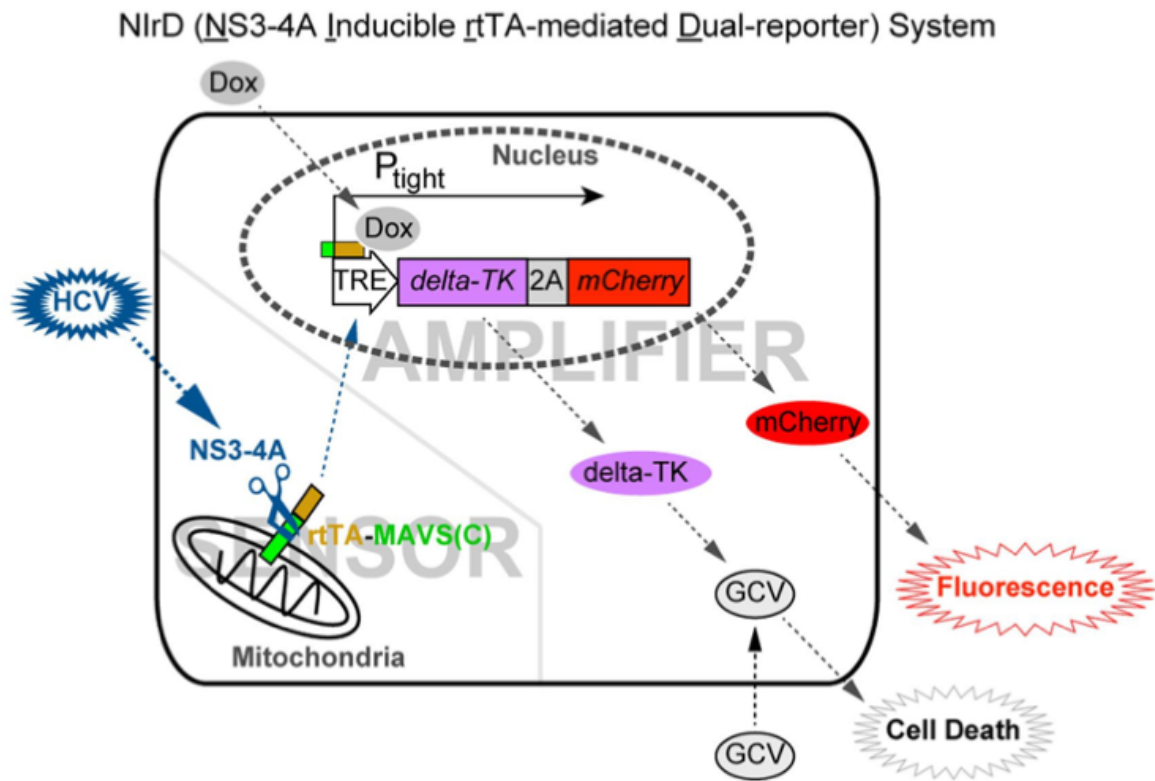 NIrD (NS3-4A Inducible rtTA-mediated Dual-reporter) System
Dox
Nucleus
Ptight
Dox
TRE
delta-TK
2A
mCherry
HCV
AMPLIFIER
mCherry
NS3-4A
delta-TK
rtTA-MAVS(C)
SENSOR
Fluorescence
GCV
Mitochondria
Cell Death
GCV